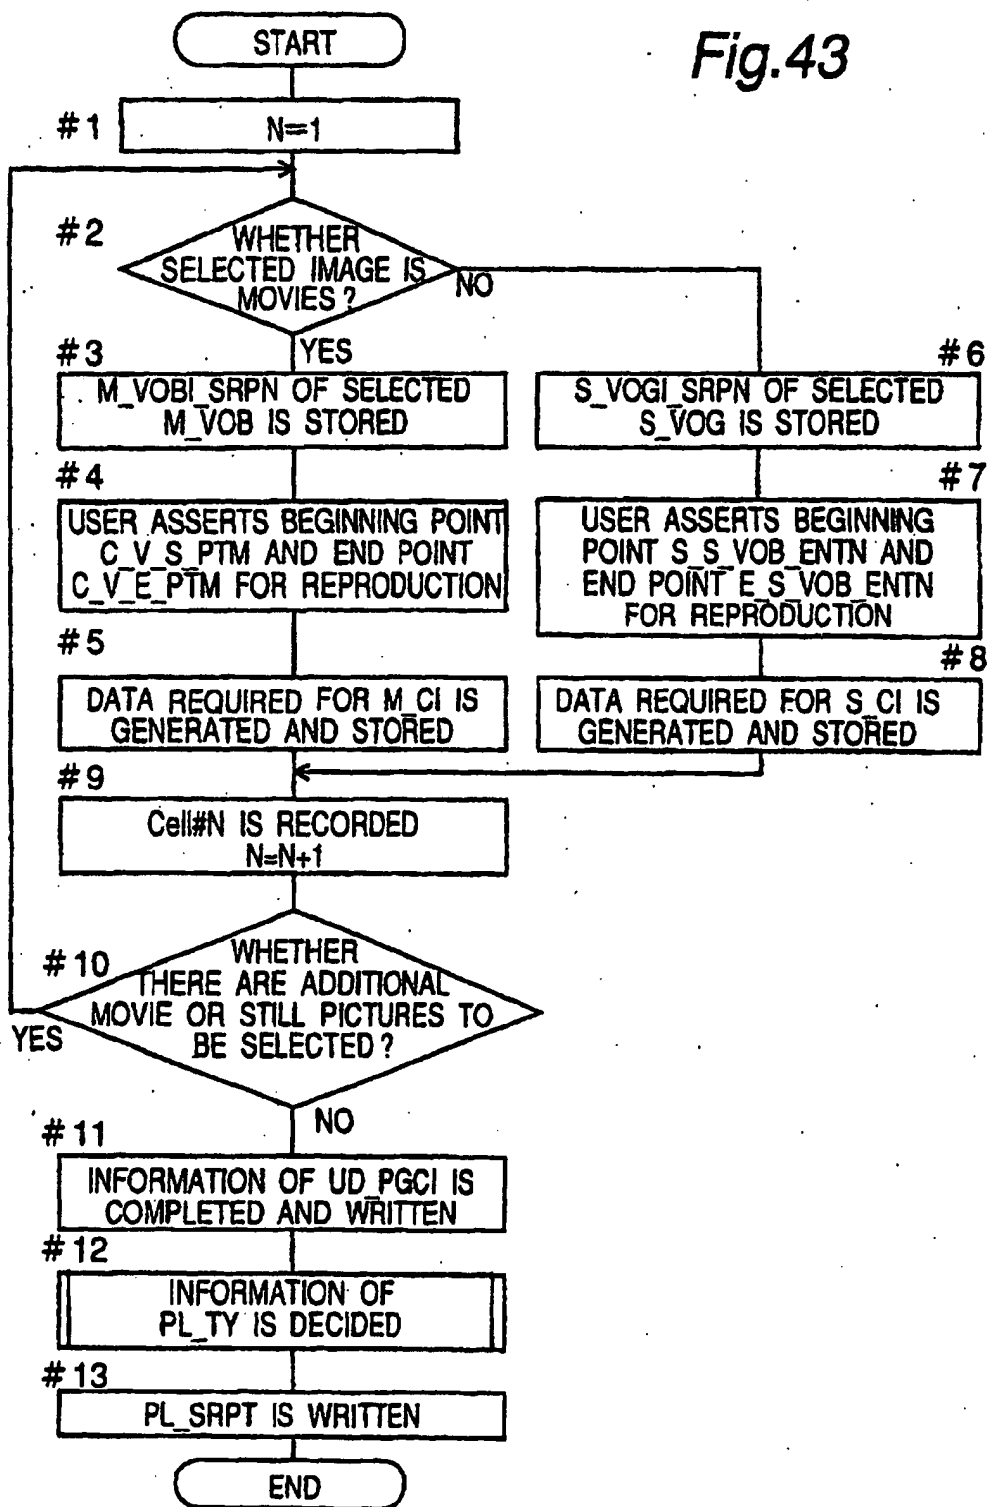 START
Fig.43
#1
N=1
#2
WHETHER
SELECTED IMAGE IS
MOVIES?
NO
YES
#3
M_VOBI_SRPN OF SELECTED
M_VOB IS STORED
#6
S_VOGI_SRPN OF SELECTED
S_VOG IS STORED
#4
USER ASSERTS BEGINNING POINT
C_V_S_PTM AND END POINT
C_V_E_PTM FOR REPRODUCTION
#7
USER ASSERTS BEGINNING
POINT S_S_VOB_ENTN AND
END POINT E_S_VOB_ENTN
FOR REPRODUCTION
#5
DATA REQUIRED FOR M_CI IS
GENERATED AND STORED
#8
DATA REQUIRED FOR S_CI IS
GENERATED AND STORED
#9
Cell#N IS RECORDED
N=N+1
#10
WHETHER
THERE ARE ADDITIONAL
MOVIE OR STILL PICTURES TO
BE SELECTED?
YES
NO
#11
INFORMATION OF UD_PGCI IS
COMPLETED AND WRITTEN
#12
INFORMATION OF
PL_TY IS DECIDED
#13
PL_SRPT IS WRITTEN
END